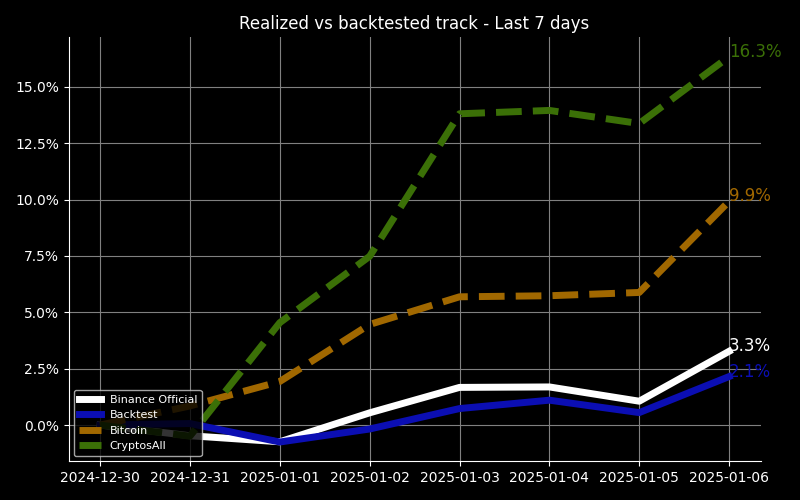 Realized vs backtested track - Last 7 days
16.3%
15.0%
12.5%
10.0%
9.9%
7.5%
5.0%
3.3%
2.5%
2.1%
0.0%
Binance Official
Backtest
Bitcoin
CryptosAll
2024-12-30 2024-12-31 2025-01-01 2025-01-02 2025-01-03 2025-01-04 2025-01-05 2025-01-06